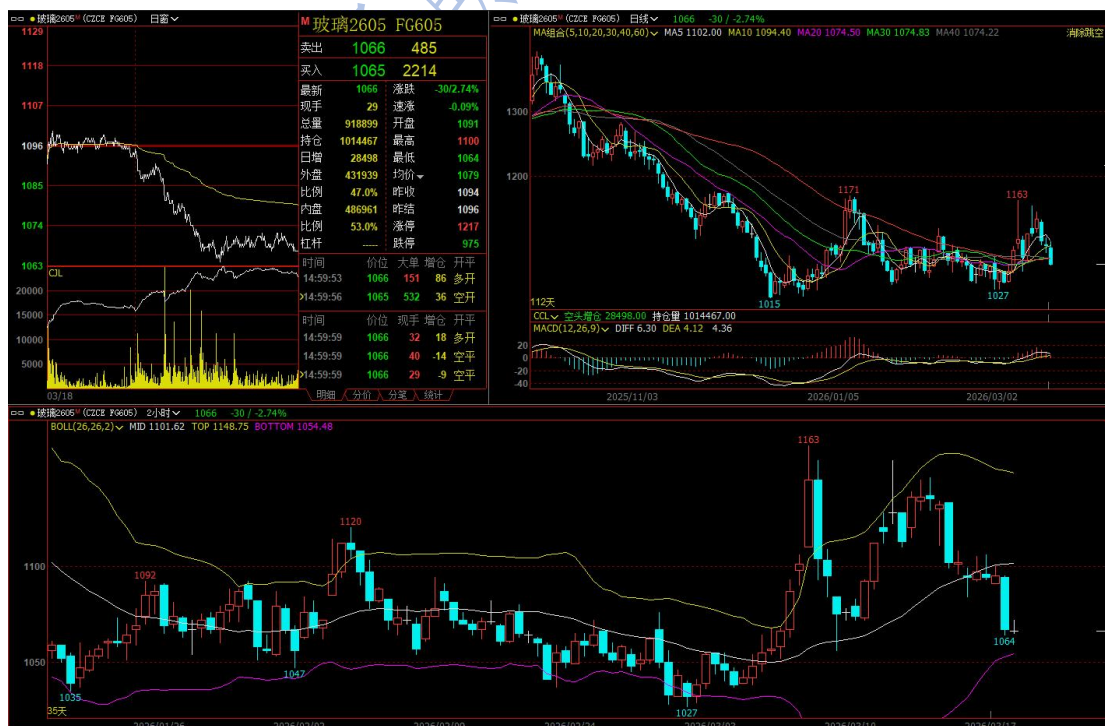 玻璃2605M (CZCE FG605) 日窗
1129
1118
1107
1096
1085
1074
1063
CJL
20000
15000
10000
5000
03/18
M 玻璃2605 FG605
卖出 1066 485
买入 1065 2214
最新 1066 涨跌 -30/2.74%
现手 29 速涨 -0.09%
总量 918899 开盘 1091
持仓 1014467 最高 1100
日增 28498 最低 1064
外盘 431939 均价 1079
比例 47.0% 昨收 1094
内盘 486961 昨结 1096
比例 53.0% 涨停 1217
杠杆 ----- 跌停 975
时间 价位 大单 增仓 开平
14:59:53 1066 151 86 多开
14:59:56 1065 532 36 空开
时间 价位 现手 增仓 开平
14:59:59 1066 32 18 多开
14:59:59 1066 40 -14 空平
14:59:59 1066 29 -9 空平
明细 分价 分笔 统计
玻璃2605M (CZCE FG605) 日线 1066 -30 / -2.74%
MA组合(5,10,20,30,40,60) MA5 1102.00 MA10 1094.40 MA20 1074.50 MA30 1074.83 MA40 1074.22 消除跳空
1300
1200
1171
1163
1015
1027
112天
CCL 空头增仓 28498.00 持仓量 1014467.00
MACD(12,26,9) DIFF 6.30 DEA 4.12 4.36
20
0
-20
-40
2025/11/03 2026/01/05 2026/03/02
玻璃2605M (CZCE FG605) 2小时 1066 -30 / -2.74%
BOLL(26,26,2) MID 1101.62 TOP 1148.75 BOTTOM 1054.48
1163
1120
1100
1092
1064
1050
1047
1035
1027
35天